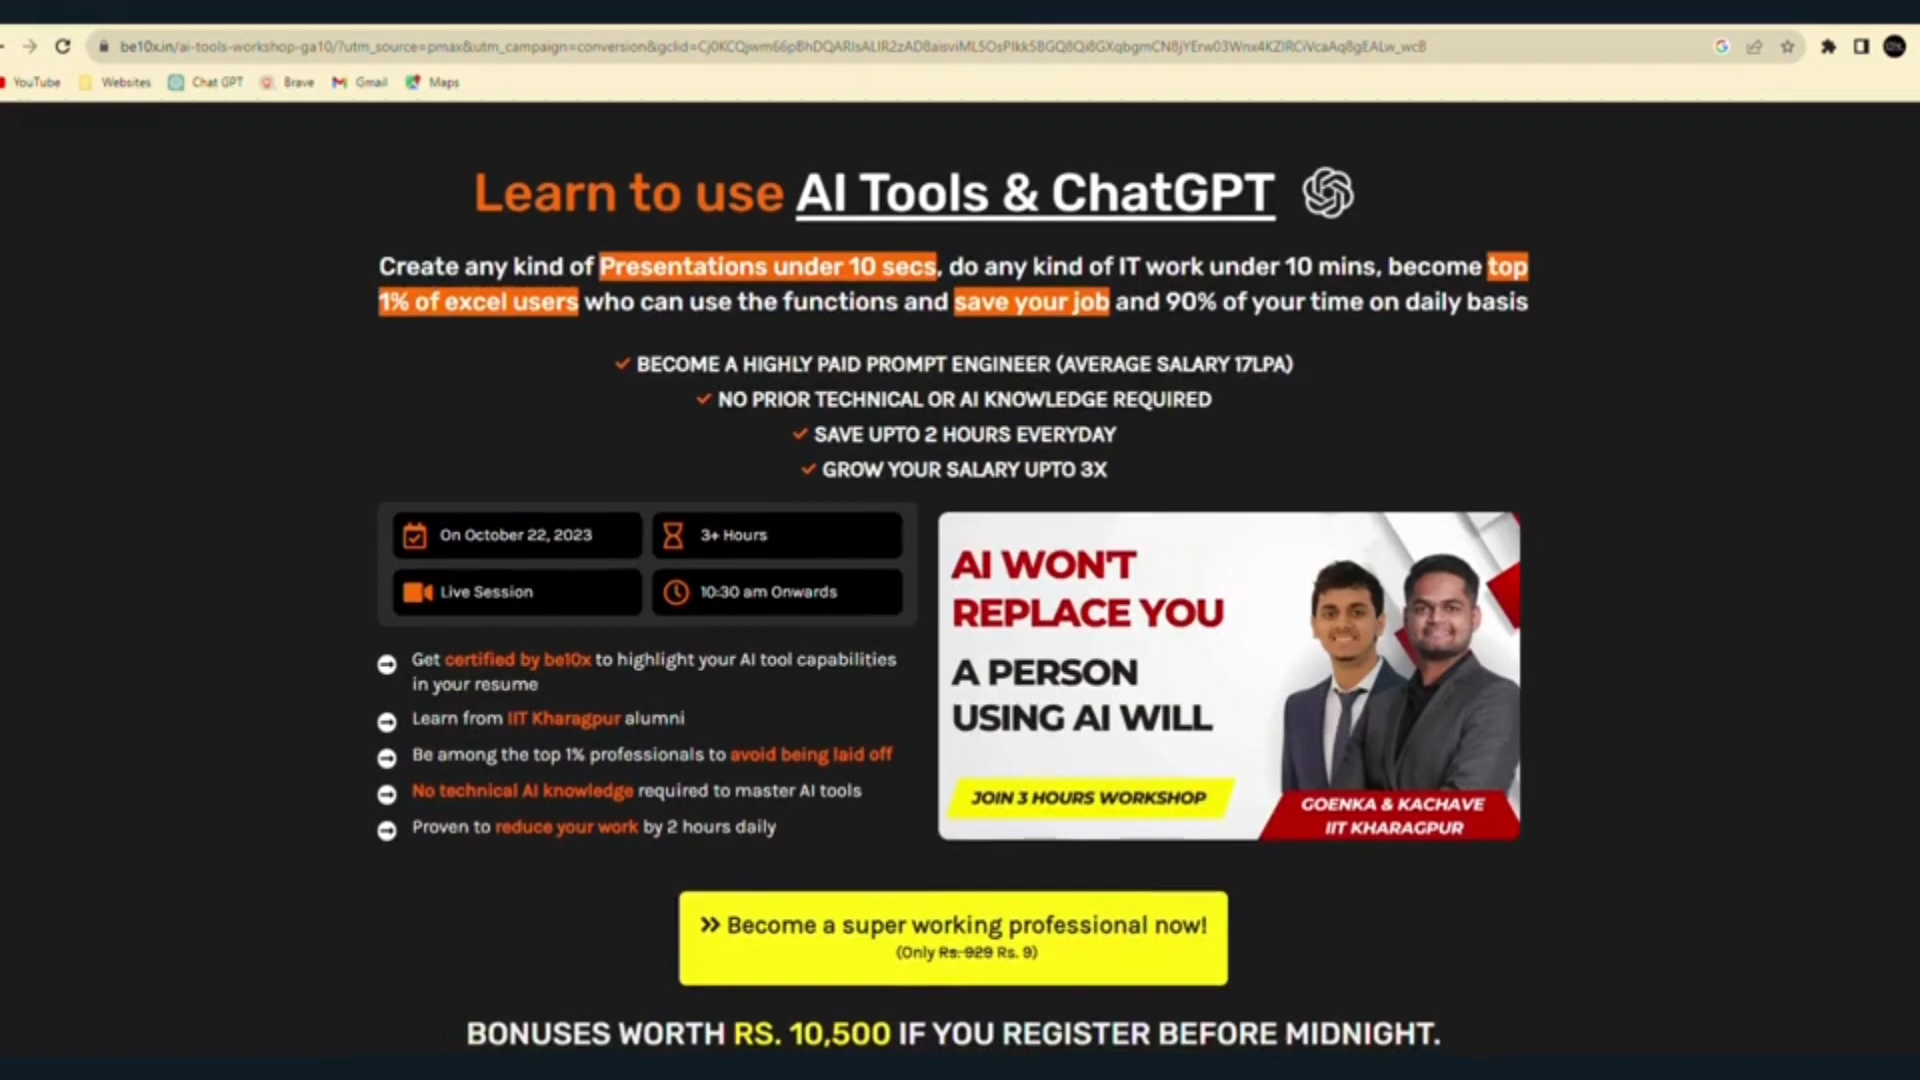 YouTube Websites Chat GPT Brave Gmail Maps
Learn to use AI Tools & ChatGPT
Create any kind of Presentations under 10 secs, do any kind of IT work under 10 mins, become top
1% of excel users who can use the functions and save your job and 90% of your time on daily basis
BECOME A HIGHLY PAID PROMPT ENGINEER (AVERAGE SALARY 17LPA)
NO PRIOR TECHNICAL OR AI KNOWLEDGE REQUIRED
SAVE UPTO 2 HOURS EVERYDAY
GROW YOUR SALARY UPTO 3X
On October 22, 2023
3+ Hours
Live Session
10:30 am Onwards
Get certified by be10x to highlight your AI tool capabilities
in your resume
Learn from IIT Kharagpur alumni
Be among the top 1% professionals to avoid being laid off
No technical AI knowledge required to master AI tools
Proven to reduce your work by 2 hours daily
AI WON'T
REPLACE YOU
A PERSON
USING AI WILL
JOIN 3 HOURS WORKSHOP
GOENKA & KACHAVE
IIT KHARAGPUR
Become a super working professional now!
(Only Rs. 929 Rs. 9)
BONUSES WORTH RS. 10,500 IF YOU REGISTER BEFORE MIDNIGHT.